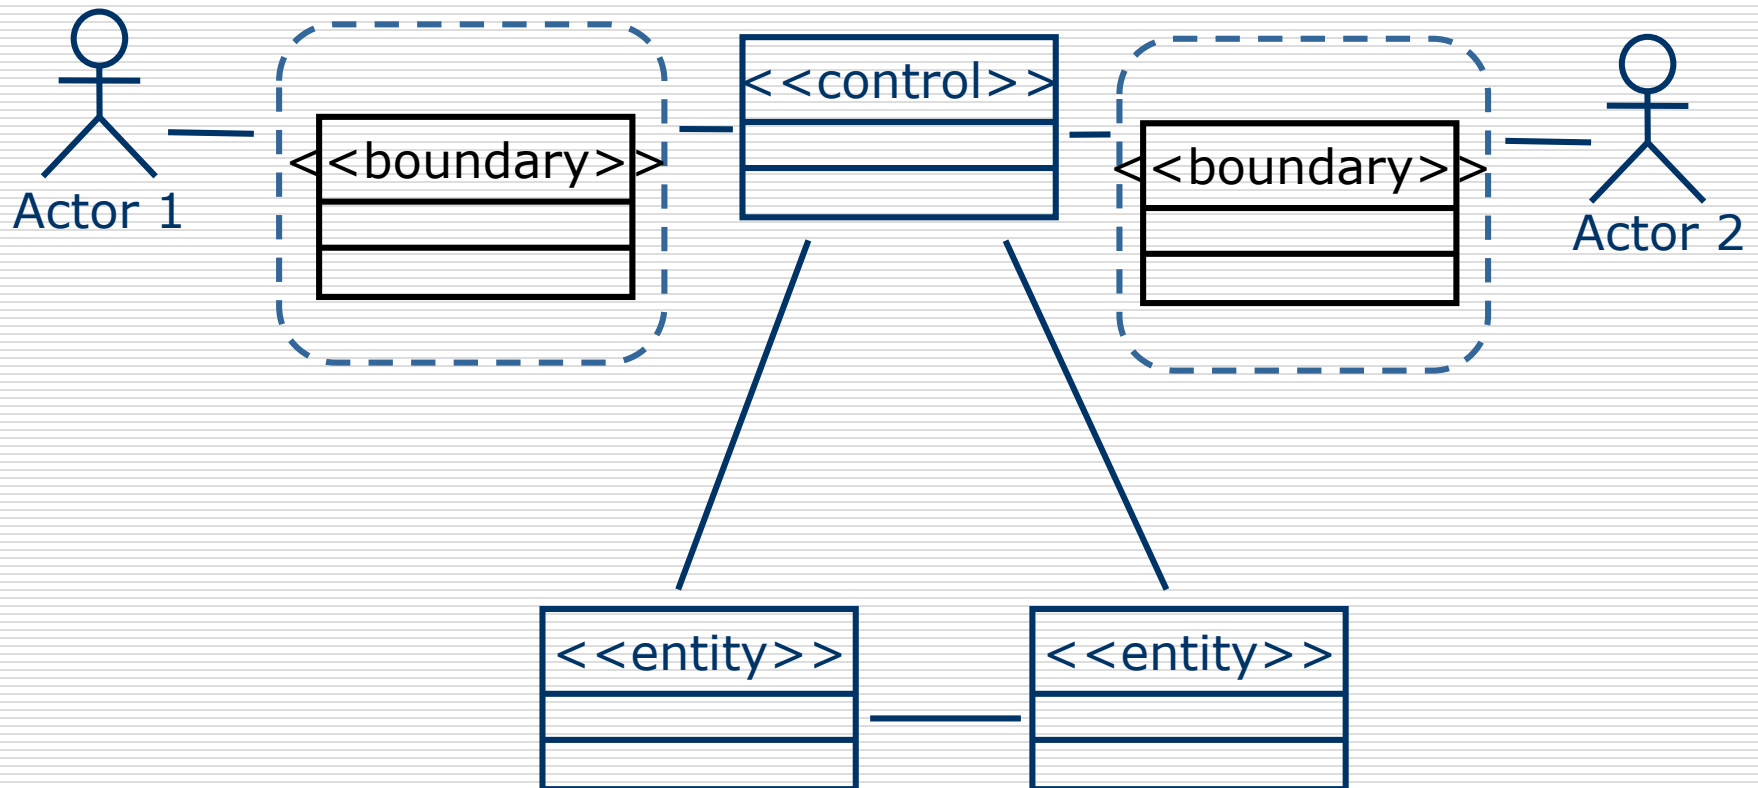 <<control>>
<<boundary>>
<<boundary>>
Actor 1
Actor 2
<<entity>>
<<entity>>